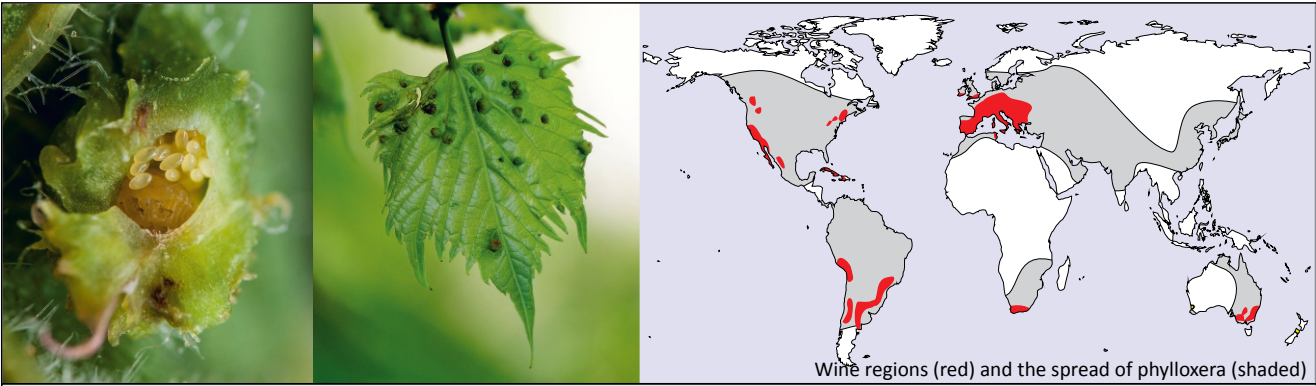 Wine regions (red) and the spread of phylloxera (shaded)